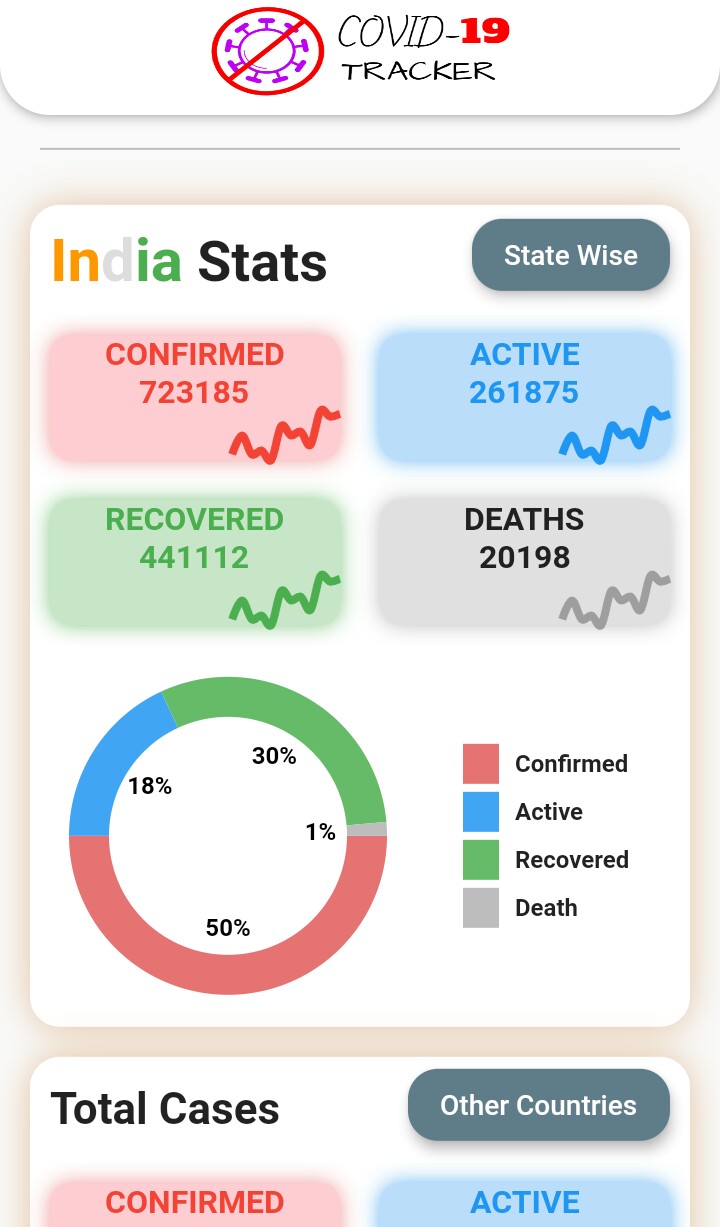 COVID-19
TRACKER
India Stats
State Wise
CONFIRMED
723185
ACTIVE
261875
RECOVERED
441112
DEATHS
20198
30%
18%
1%
50%
Confirmed
Active
Recovered
Death
Total Cases
Other Countries
CONFIRMED
ACTIVE